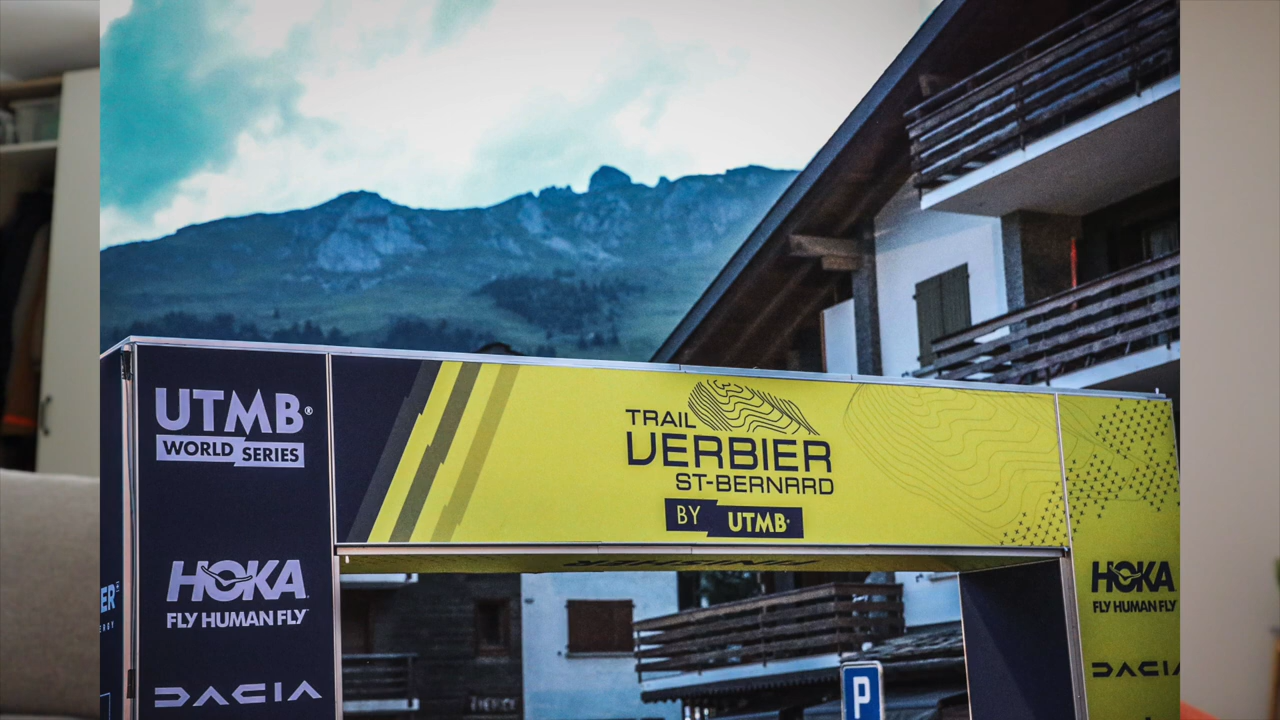 UTMB®
WORLD SERIES
HOKA
FLY HUMAN FLY
DACIA
TRAIL
VERBIER
ST-BERNARD
BY UTMB
FINISHER
HOKA
FLY HUMAN FLY
DACIA
P